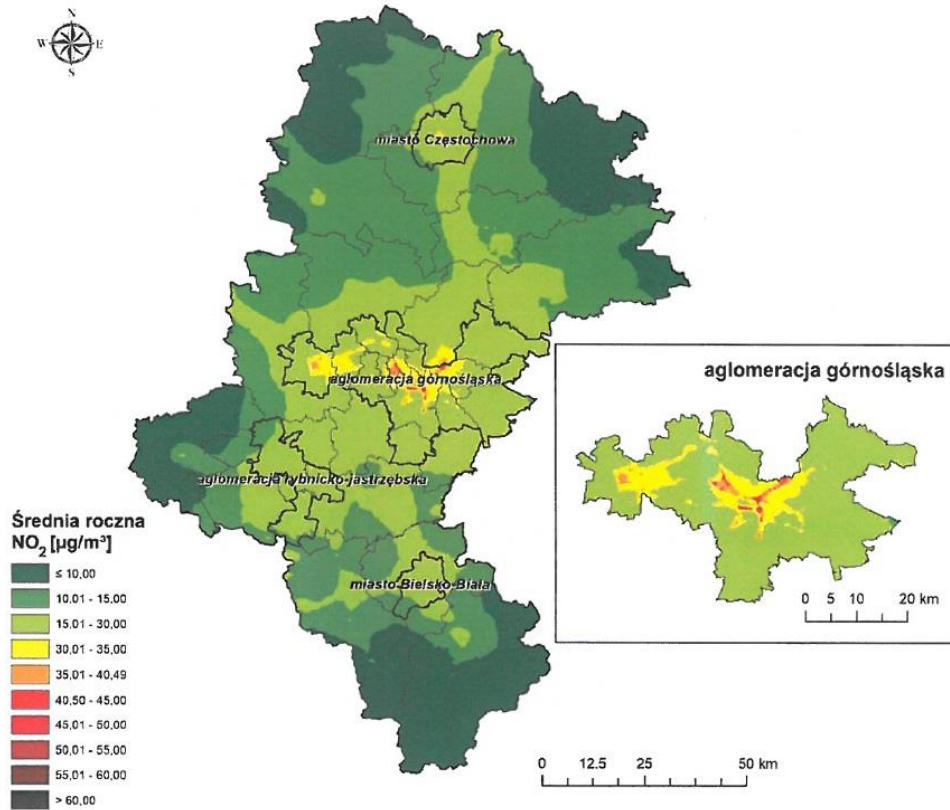 N
W E
S
miasto Częstochowa
aglomeracja górnośląska
aglomeracja górnośląska
aglomeracja rybnicko-jastrzębska
miasto Bielsko-Biała
Średnia roczna
NO₂ [µg/m³]
≤ 10,00
10,01 - 15,00
15,01 - 30,00
30,01 - 35,00
35,01 - 40,49
40,50 - 45,00
45,01 - 50,00
50,01 - 55,00
55,01 - 60,00
> 60,00
0 5 10 20 km
0 12.5 25 50 km